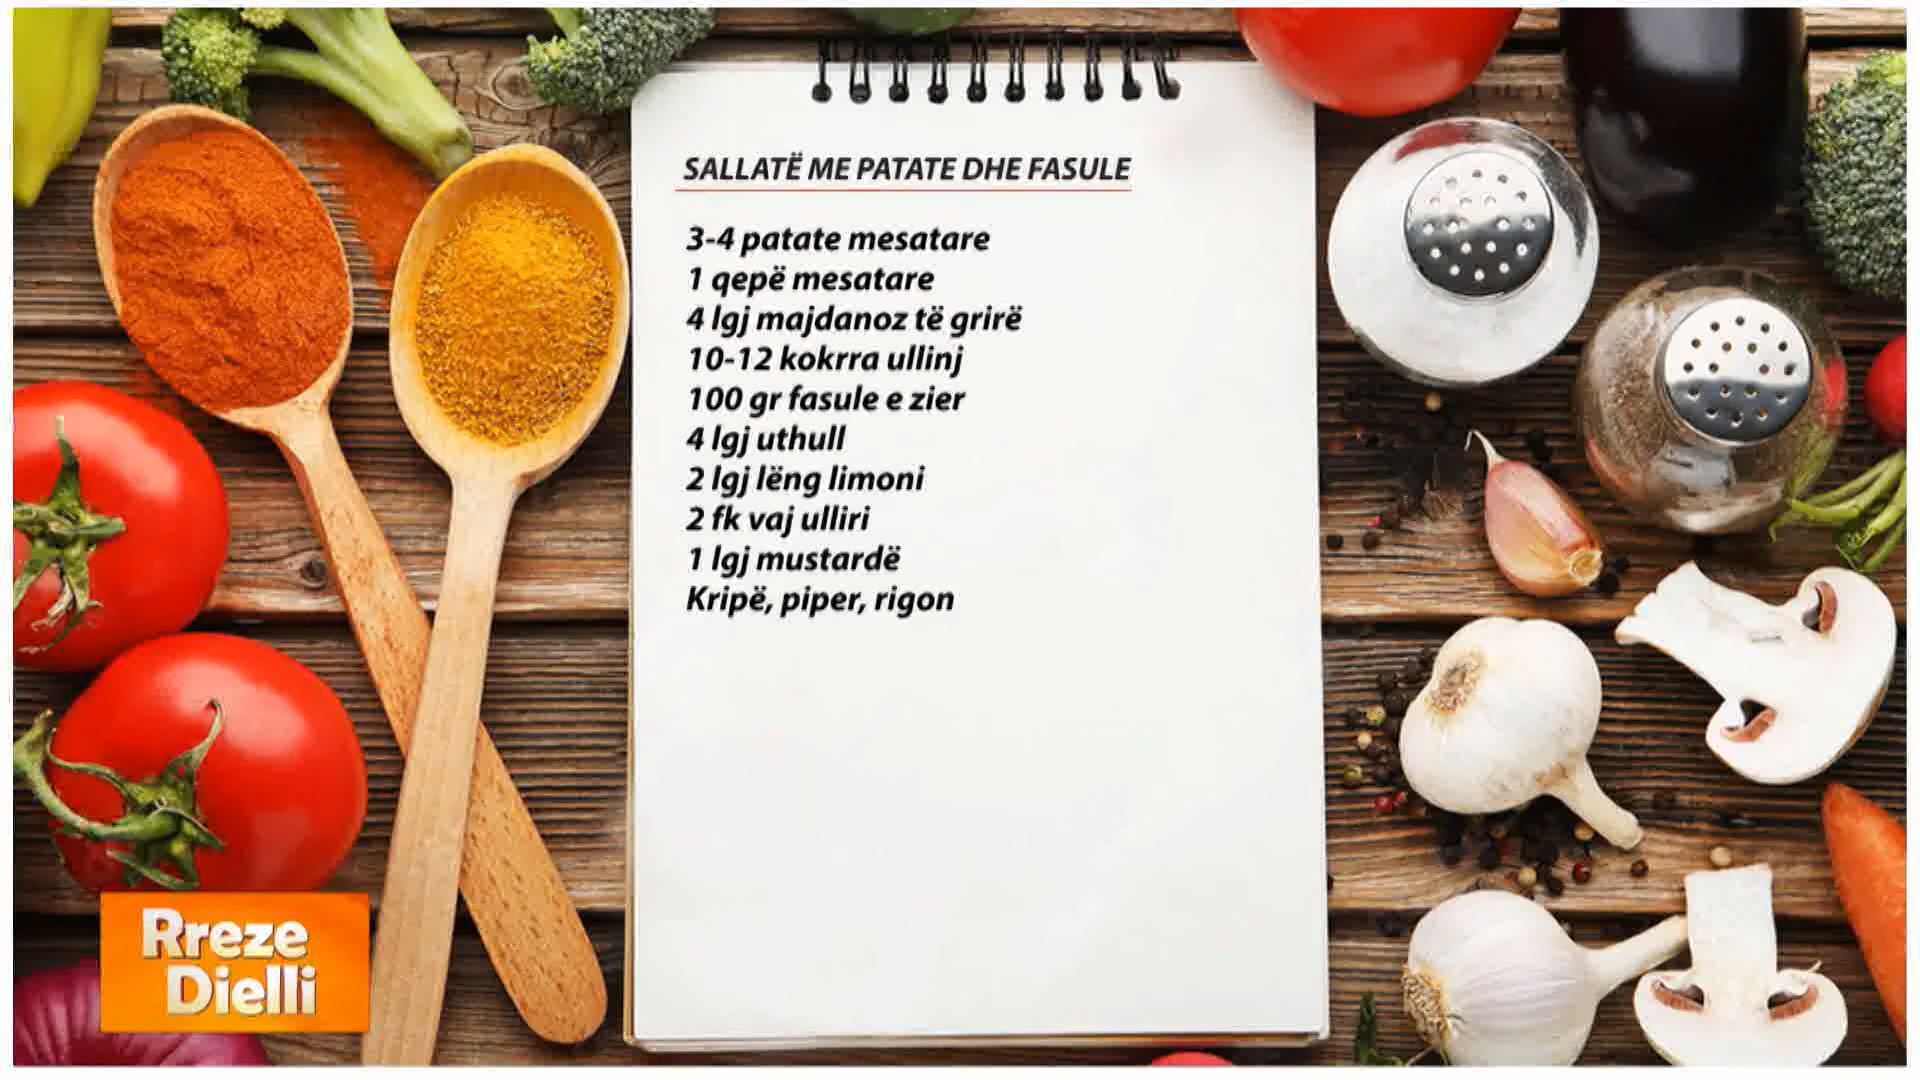 SALLATË ME PATATE DHE FASULE
3-4 patate mesatare
1 qepë mesatare
4 lgj majdanoz të grirë
10-12 kokrra ullinj
100 gr fasule e zier
4 lgj uthull
2 lgj lëng limoni
2 fk vaj ulliri
1 lgj mustardë
Kripë, piper, rigon
Rreze
Dielli